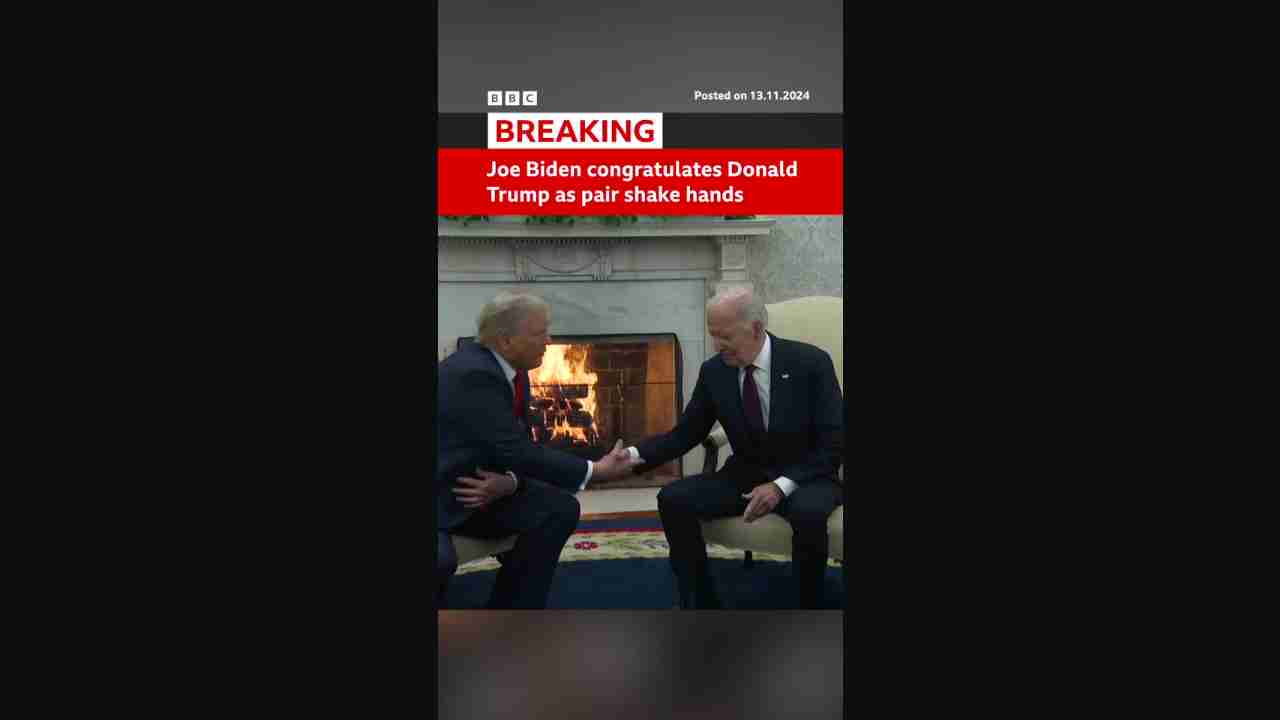 BBC
Posted on 13.11.2024
BREAKING
Joe Biden congratulates Donald
Trump as pair shake hands